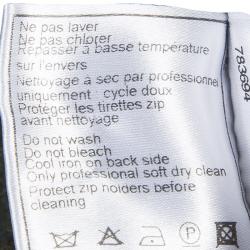 Ne pas laver
Ne pas chlorer
Repasser à basse température
sur l'envers
Nettoyage à sec par professionnel
uniquement cycle doux
Protéger les tirettes zip
avant nettoyage
Do not wash
Do not bleach
Cool iron on back side
Only professional soft dry clean
Protect zip holders before
cleaning
783694